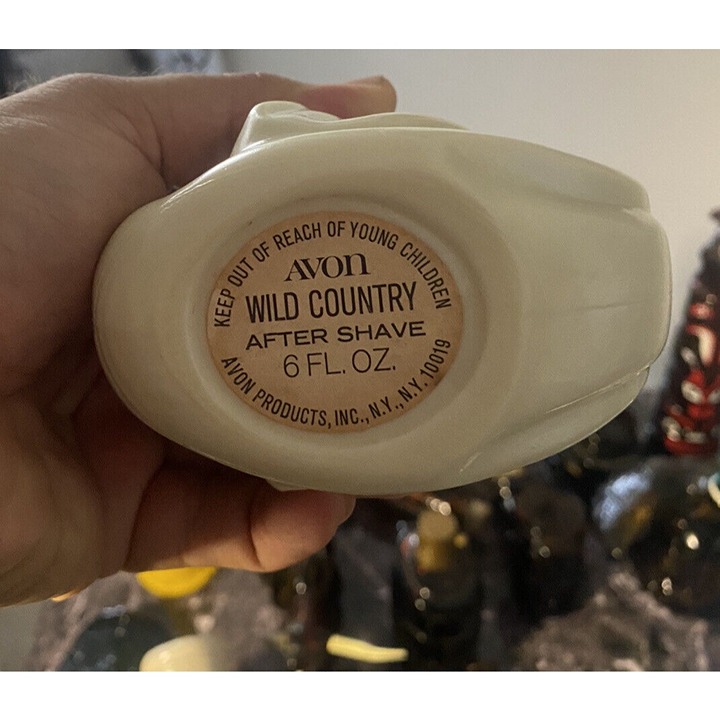 KEEP OUT OF REACH OF YOUNG CHILDREN
AVON
WILD COUNTRY
AFTER SHAVE
6 FL. OZ.
AVON PRODUCTS, INC., N.Y., N.Y. 10019